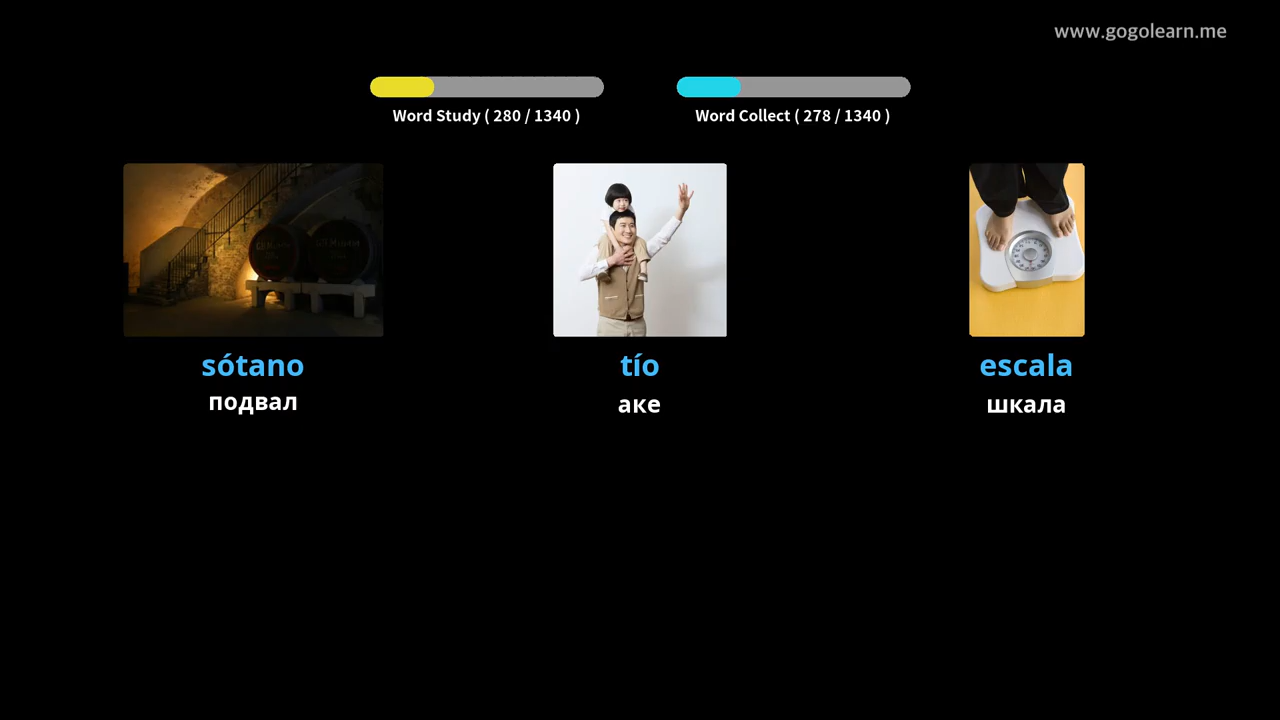 www.gogolearn.me
Word Study ( 280 / 1340 )
Word Collect ( 278 / 1340 )
sótano
tío
escala
подвал
аке
шкала